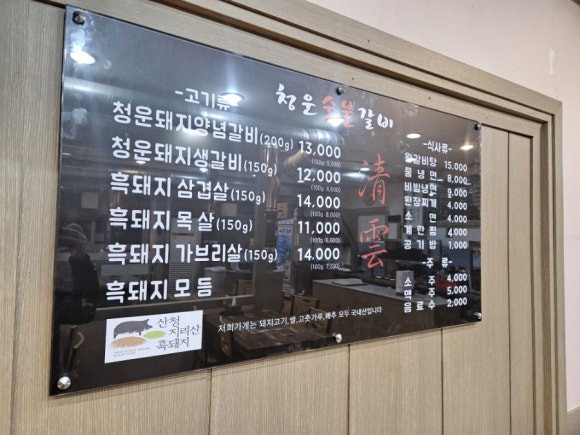 청운숯불갈비
-고기류-
청운돼지양념갈비(200g) 13,000
청운돼지생갈비(150g) 12,000
흑돼지 삼겹살(150g) 14,000
흑돼지 목살(150g) 11,000
흑돼지 가브리살(150g) 14,000
흑돼지모듬
淸雲
-식사류-
왕갈비탕 15,000
물냉면 8,000
비빔냉면 9,000
된장찌개 4,000
소면 4,000
계란찜 4,000
공기밥 1,000
-주류-
소주 4,000
맥주 5,000
음료수 2,000
산청
지리산
흑돼지
저희가게는 돼지고기,쌀,고춧가루,배추 모두 국내산입니다